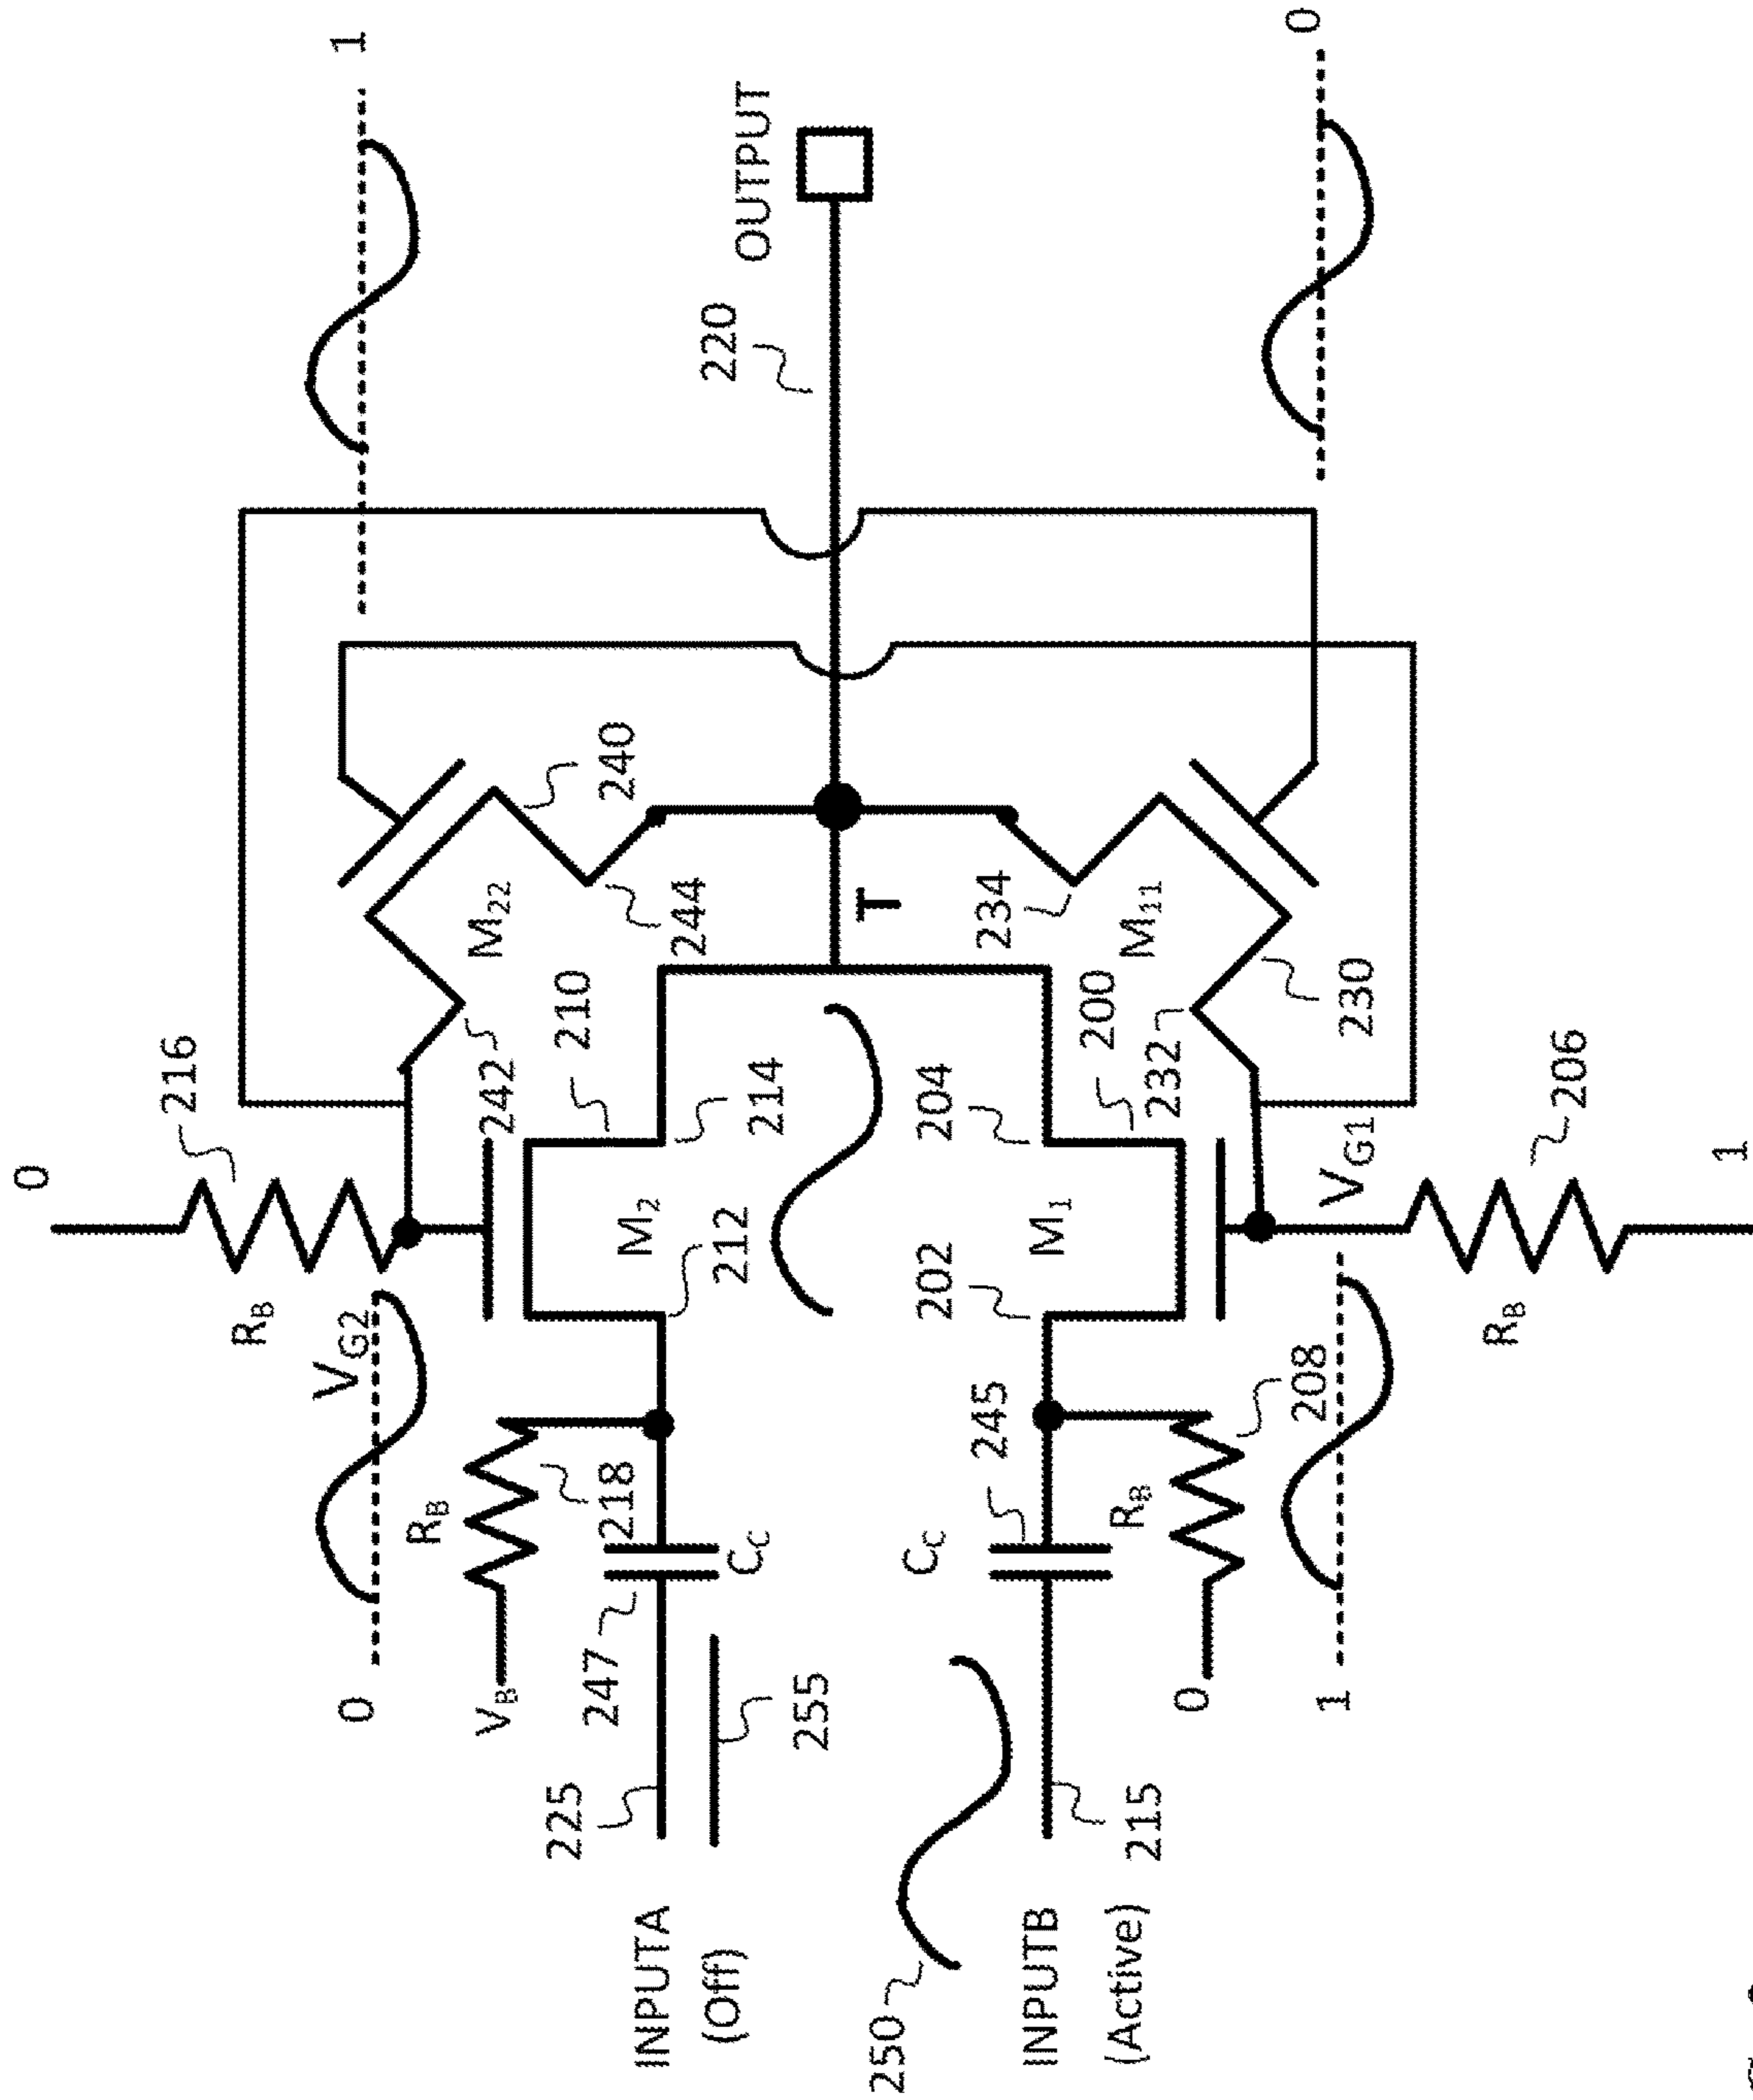 0
216
R_B
V_G2
0
1
R_B
218
V_B
242
M_22
240
244
210
M_2
212
214
247
C_C
225
255
INPUTA
(Off)
T
220
OUTPUT
250
INPUTB
(Active)
215
C_C
245
202
204
M_1
200
234
M_11
232
230
R_B
208
0
1
V_G1
0
R_B
206
1